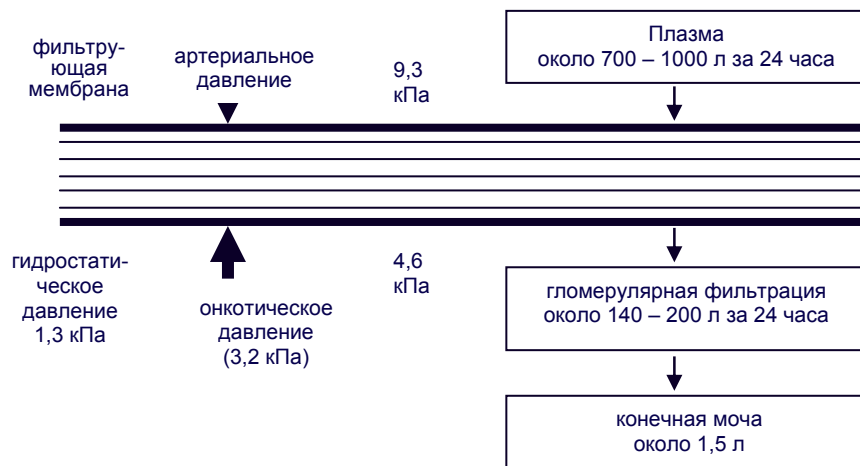 фильтру-
ющая
мембрана
артериальное
давление
9,3
кПа
Плазма
около 700 – 1000 л за 24 часа
гидростати-
ческое
давление
1,3 кПа
онкотическое
давление
(3,2 кПа)
4,6
кПа
гломерулярная фильтрация
около 140 – 200 л за 24 часа
конечная моча
около 1,5 л